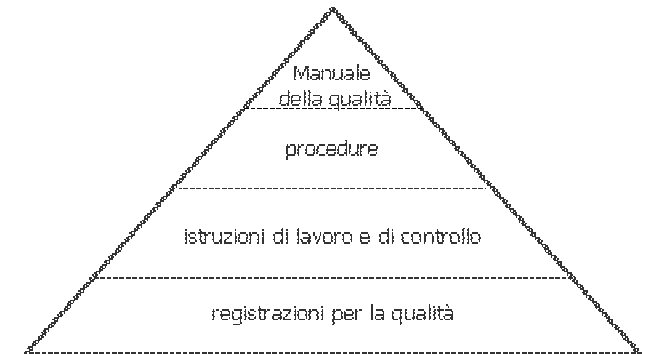 Manuale
della qualità
procedure
istruzioni di lavoro e di controllo
registrazioni per la qualità